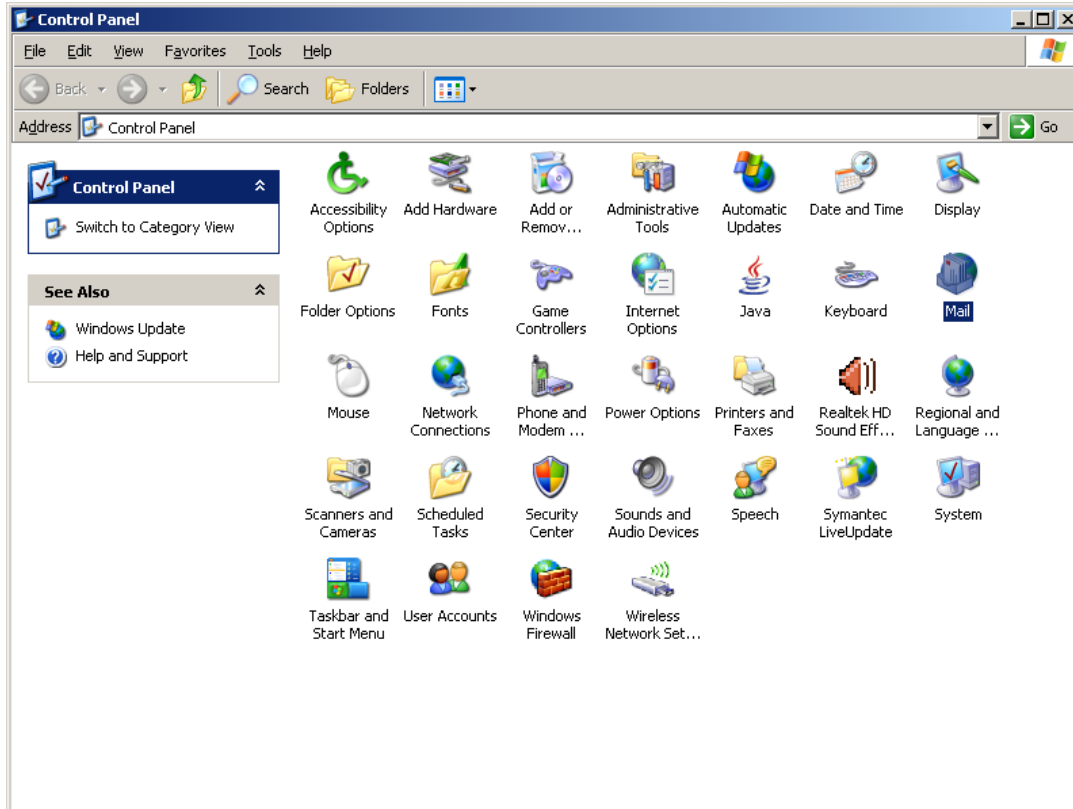 Control Panel
File Edit View Favorites Tools Help
Back Search Folders
Address Control Panel Go
Control Panel
Switch to Category View
See Also
Windows Update
Help and Support
Accessibility Options
Add Hardware
Add or Remov...
Administrative Tools
Automatic Updates
Date and Time
Display
Folder Options
Fonts
Game Controllers
Internet Options
Java
Keyboard
Mail
Mouse
Network Connections
Phone and Modem ...
Power Options
Printers and Faxes
Realtek HD Sound Eff...
Regional and Language ...
Scanners and Cameras
Scheduled Tasks
Security Center
Sounds and Audio Devices
Speech
Symantec LiveUpdate
System
Taskbar and Start Menu
User Accounts
Windows Firewall
Wireless Network Set...